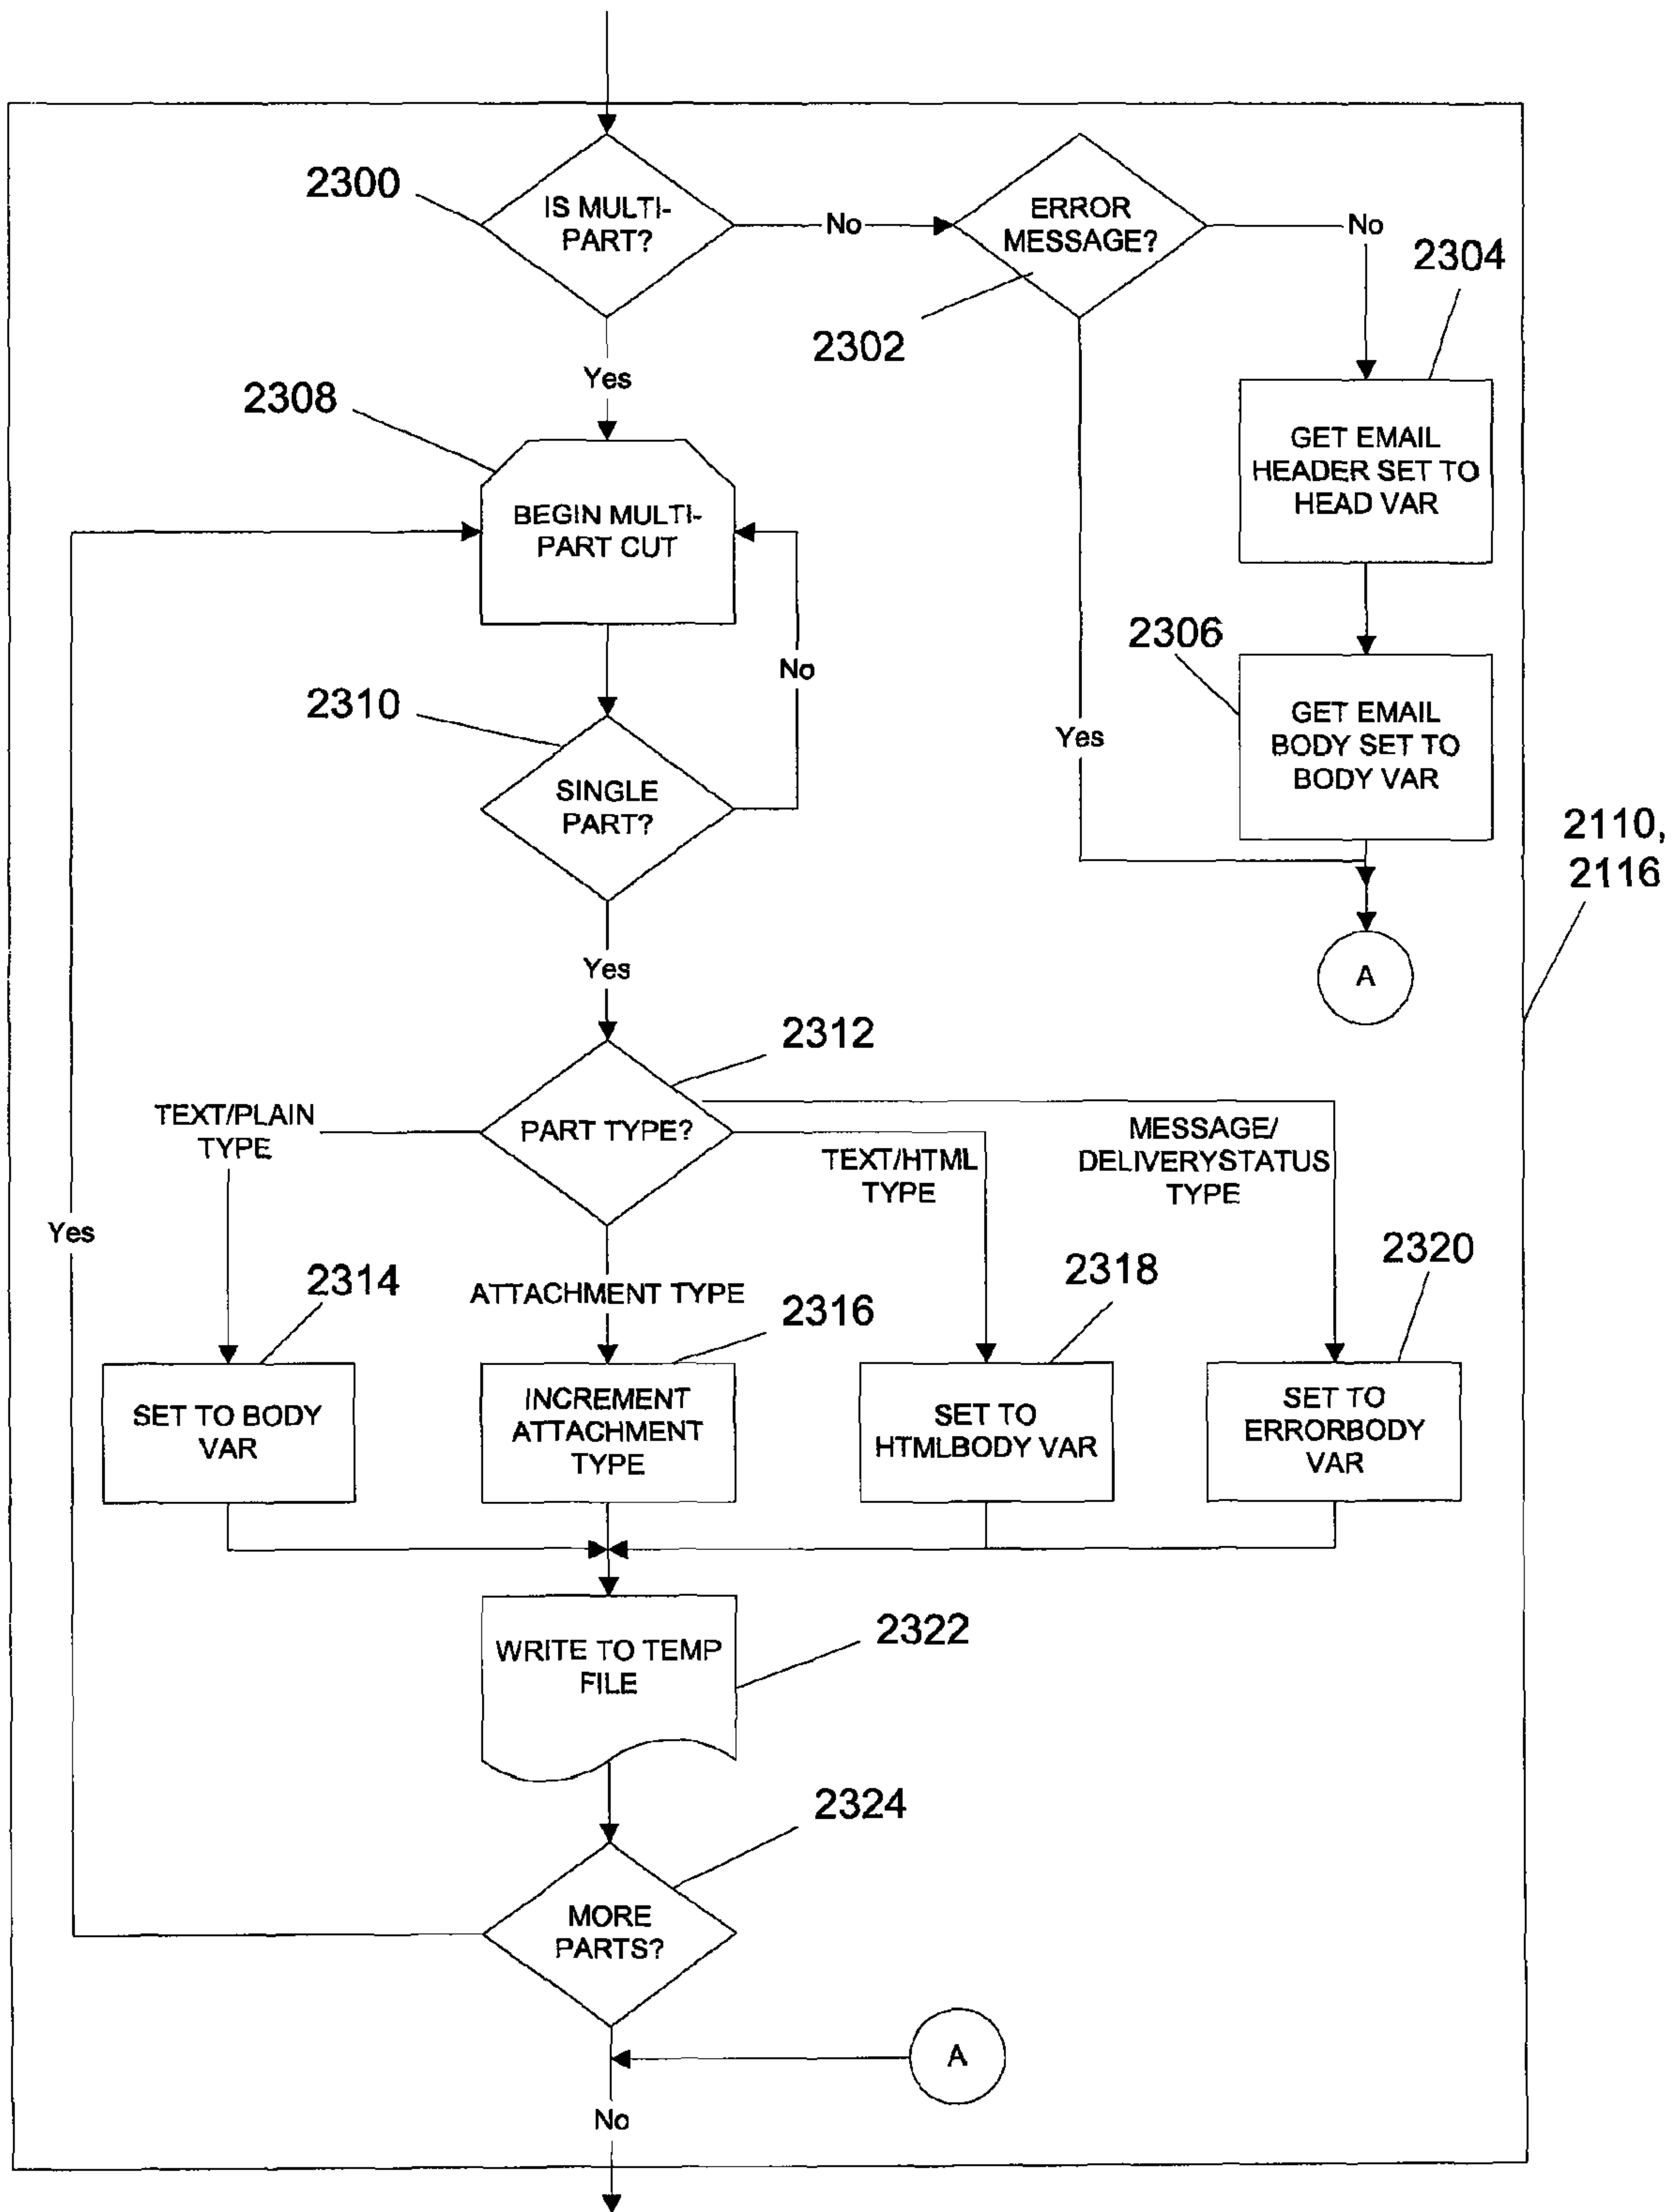 2300
IS MULTI-
PART?
No
ERROR
MESSAGE?
No
2304
2302
Yes
2308
GET EMAIL
HEADER SET TO
HEAD VAR
BEGIN MULTI-
PART CUT
No
2306
2310
GET EMAIL
BODY SET TO
BODY VAR
Yes
SINGLE
PART?
2110,
2116
Yes
A
2312
TEXT/PLAIN
TYPE
PART TYPE?
TEXT/HTML
TYPE
MESSAGE/
DELIVERYSTATUS
TYPE
Yes
2314
ATTACHMENT TYPE
2316
2318
2320
SET TO BODY
VAR
INCREMENT
ATTACHMENT
TYPE
SET TO
HTMLBODY VAR
SET TO
ERRORBODY
VAR
WRITE TO TEMP
FILE
2322
2324
MORE
PARTS?
A
No